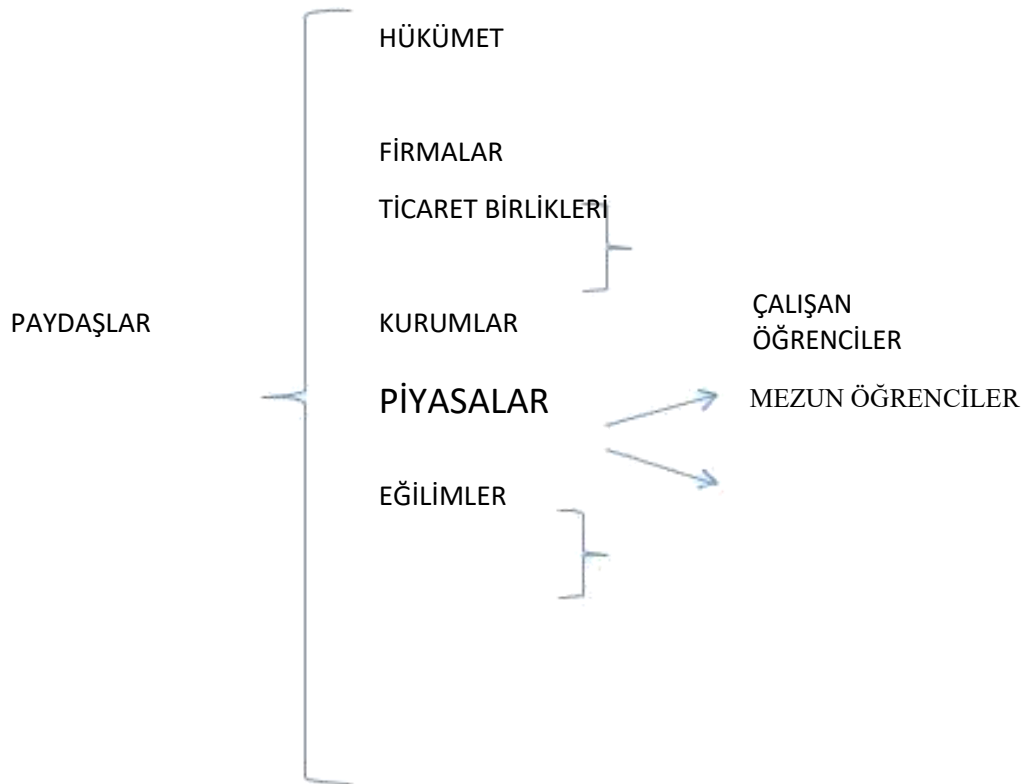 HÜKÜMET
FİRMALAR
TİCARET BİRLİKLERİ
PAYDAŞLAR
KURUMLAR
ÇALIŞAN
ÖĞRENCİLER
PİYASALAR
MEZUN ÖĞRENCİLER
EĞİLİMLER